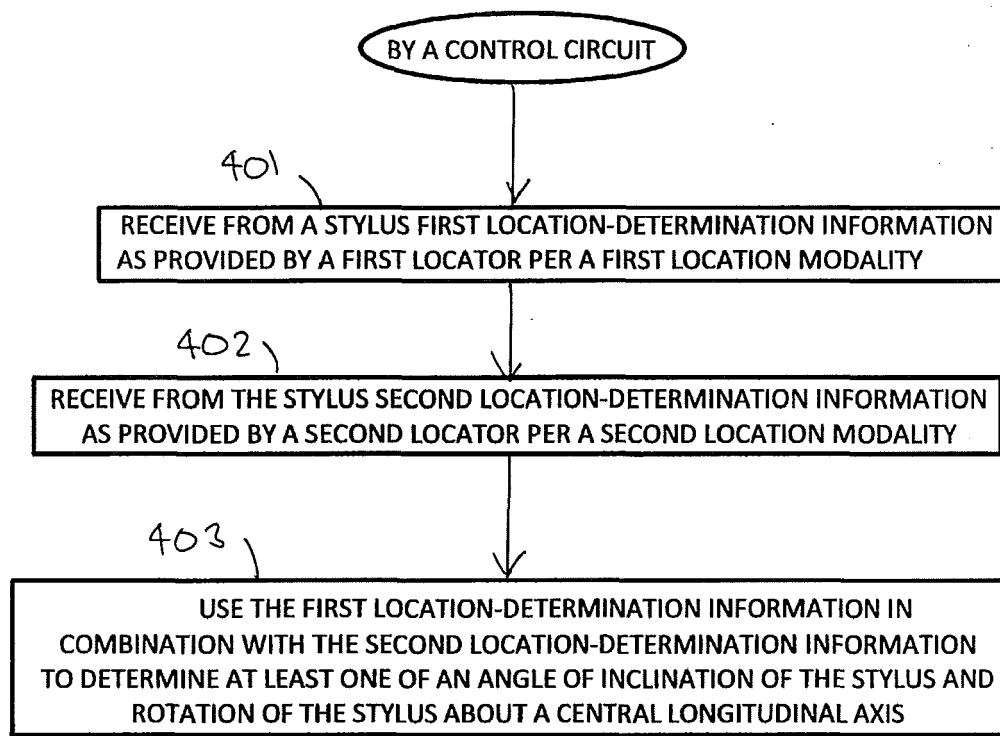 BY A CONTROL CIRCUIT
401
RECEIVE FROM A STYLUS FIRST LOCATION-DETERMINATION INFORMATION
AS PROVIDED BY A FIRST LOCATOR PER A FIRST LOCATION MODALITY
402
RECEIVE FROM THE STYLUS SECOND LOCATION-DETERMINATION INFORMATION
AS PROVIDED BY A SECOND LOCATOR PER A SECOND LOCATION MODALITY
403
USE THE FIRST LOCATION-DETERMINATION INFORMATION IN
COMBINATION WITH THE SECOND LOCATION-DETERMINATION INFORMATION
TO DETERMINE AT LEAST ONE OF AN ANGLE OF INCLINATION OF THE STYLUS AND
ROTATION OF THE STYLUS ABOUT A CENTRAL LONGITUDINAL AXIS